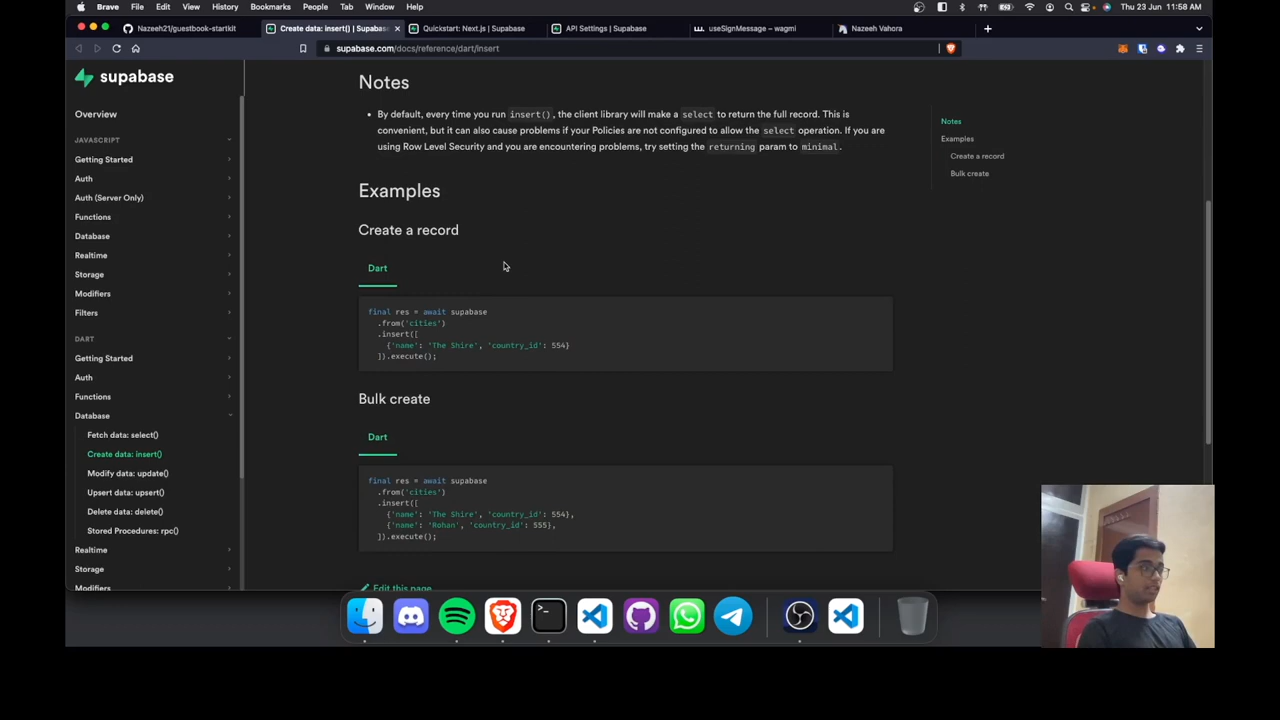 Brave File Edit View History Bookmarks People Tab Window Help
Thu 23 Jun 11:58 AM
Nazeeh21/guestbook-startkit
Create data: insert() | Supabas
Quickstart: Next.js | Supabase
API Settings | Supabase
useSignMessage – wagmi
Nazeeh Vahora
supabase.com/docs/reference/dart/insert
supabase
Overview
JAVASCRIPT
Getting Started
Auth
Auth (Server Only)
Functions
Database
Realtime
Storage
Modifiers
Filters
DART
Getting Started
Auth
Functions
Database
Fetch data: select()
Create data: insert()
Modify data: update()
Upsert data: upsert()
Delete data: delete()
Stored Procedures: rpc()
Realtime
Storage
Modifiers
Notes
By default, every time you run insert(), the client library will make a select to return the full record. This is
convenient, but it can also cause problems if your Policies are not configured to allow the select operation. If you are
using Row Level Security and you are encountering problems, try setting the returning param to minimal.
Examples
Create a record
Dart
final res = await supabase
.from('cities')
.insert([
{'name': 'The Shire', 'country_id': 554}
]).execute();
Bulk create
Dart
final res = await supabase
.from('cities')
.insert([
{'name': 'The Shire', 'country_id': 554},
{'name': 'Rohan', 'country_id': 555},
]).execute();
Edit this page
Notes
Examples
Create a record
Bulk create